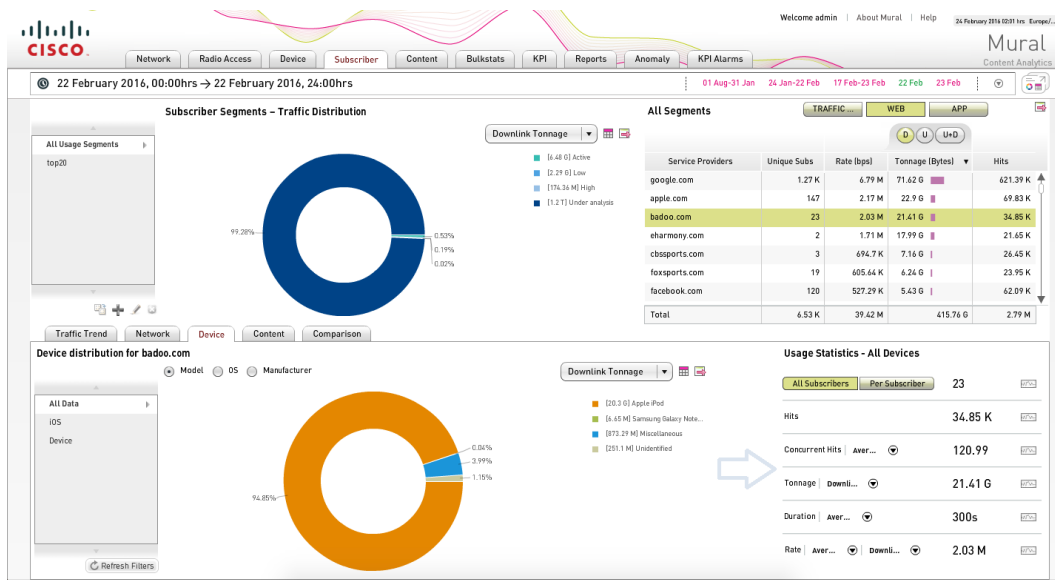 Welcome admin | About Mural | Help
24 February 2016 02:01 hrs Europe/...
CISCO
Mural
Content Analytics
Network Radio Access Device Subscriber Content Bulkstats KPI Reports Anomaly KPI Alarms
22 February 2016, 00:00hrs → 22 February 2016, 24:00hrs
01 Aug-31 Jan 24 Jan-22 Feb 17 Feb-23 Feb 22 Feb 23 Feb
Subscriber Segments – Traffic Distribution
All Usage Segments
top20
Downlink Tonnage
[6.48 G] Active
[2.29 G] Low
[174.36 M] High
[1.2 T] Under analysis
99.28%
0.53%
0.19%
0.02%
All Segments
TRAFFIC ... WEB APP
D U U+D
Service Providers Unique Subs Rate (bps) Tonnage (Bytes) ▼ Hits
google.com 1.27 K 6.79 M 71.62 G 621.39 K
apple.com 147 2.17 M 22.9 G 69.83 K
badoo.com 23 2.03 M 21.41 G 34.85 K
eharmony.com 2 1.71 M 17.99 G 21.65 K
cbssports.com 3 694.7 K 7.16 G 26.45 K
foxsports.com 19 605.64 K 6.24 G 23.95 K
facebook.com 120 527.29 K 5.43 G 62.09 K
Total 6.53 K 39.42 M 415.76 G 2.79 M
Traffic Trend Network Device Content Comparison
Device distribution for badoo.com
Model OS Manufacturer
All Data
iOS
Device
Refresh Filters
Downlink Tonnage
[20.3 G] Apple iPod
[6.65 M] Samsung Galaxy Note...
[873.29 M] Miscellaneous
[251.1 M] Unidentified
0.04%
3.99%
1.15%
94.85%
Usage Statistics - All Devices
All Subscribers Per Subscriber 23
Hits 34.85 K
Concurrent Hits | Aver... 120.99
Tonnage | Downli... 21.41 G
Duration | Aver... 300s
Rate | Aver... Downli... 2.03 M